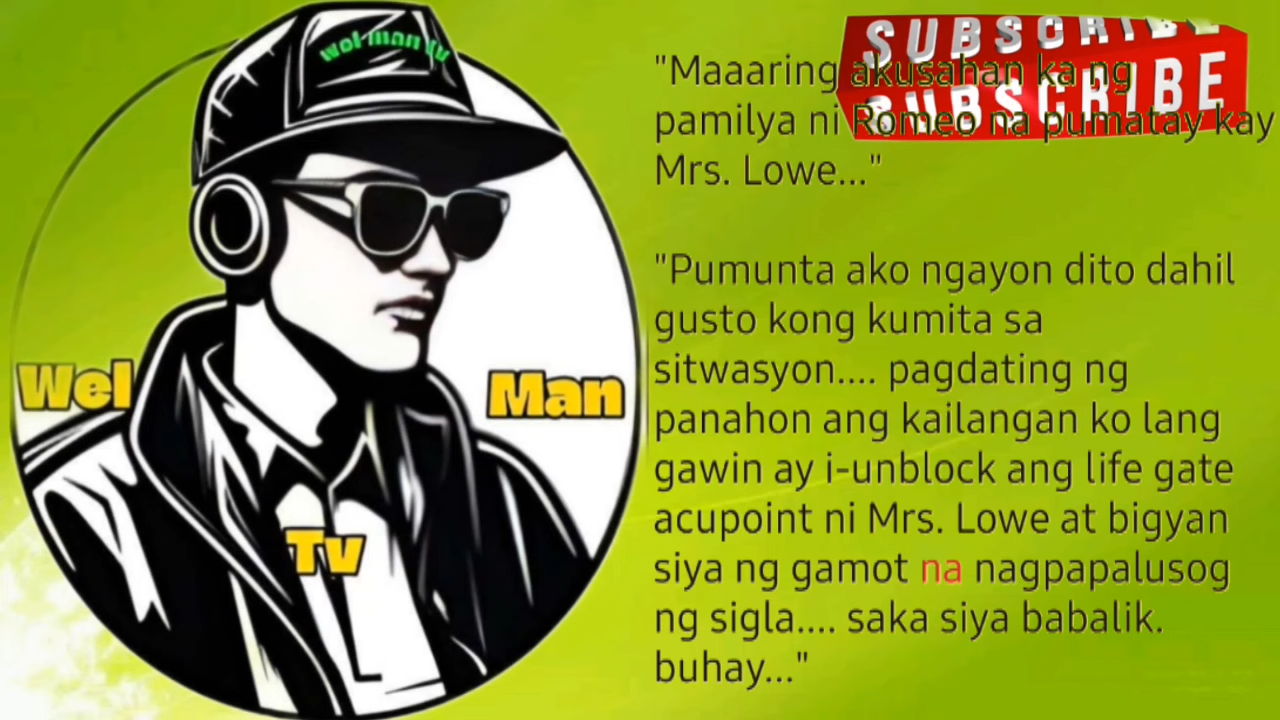 wel man tv
Wel
Man
Tv
SUBSCRIBE
SUBSCRIBE
"Maaaring akusahan ka ng
pamilya ni Romeo na pumatay kay
Mrs. Lowe..."
"Pumunta ako ngayon dito dahil
gusto kong kumita sa
sitwasyon.... pagdating ng
panahon ang kailangan ko lang
gawin ay i-unblock ang life gate
acupoint ni Mrs. Lowe at bigyan
siya ng gamot na nagpapalusog
ng sigla.... saka siya babalik.
buhay..."